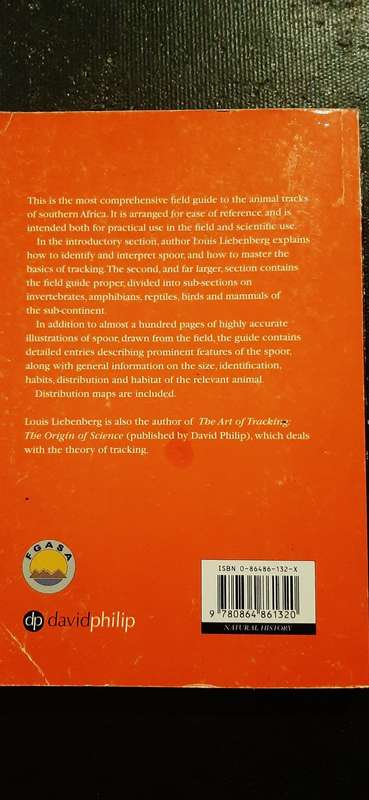 This is the most comprehensive field guide to the animal tracks
of southern Africa. It is arranged for ease of reference and is
intended both for practical use in the field and scientific use.
In the introductory section, author Louis Liebenberg explains
how to identify and interpret spoor, and how to master the
basics of tracking. The second, and far larger, section contains
the field guide proper, divided into sub-sections on
invertebrates, amphibians, reptiles, birds and mammals of
the sub-continent.
In addition to almost a hundred pages of highly accurate
illustrations of spoor, drawn from the field, the guide contains
detailed entries describing prominent features of the spoor,
along with general information on the size, identification,
habits, distribution and habitat of the relevant animal.
Distribution maps are included.
Louis Liebenberg is also the author of The Art of Tracking:
The Origin of Science (published by David Philip), which deals
with the theory of tracking.
FGASA
dp davidphilip
ISBN 0-86486-132-X
9 780864 861320
NATURAL HISTORY